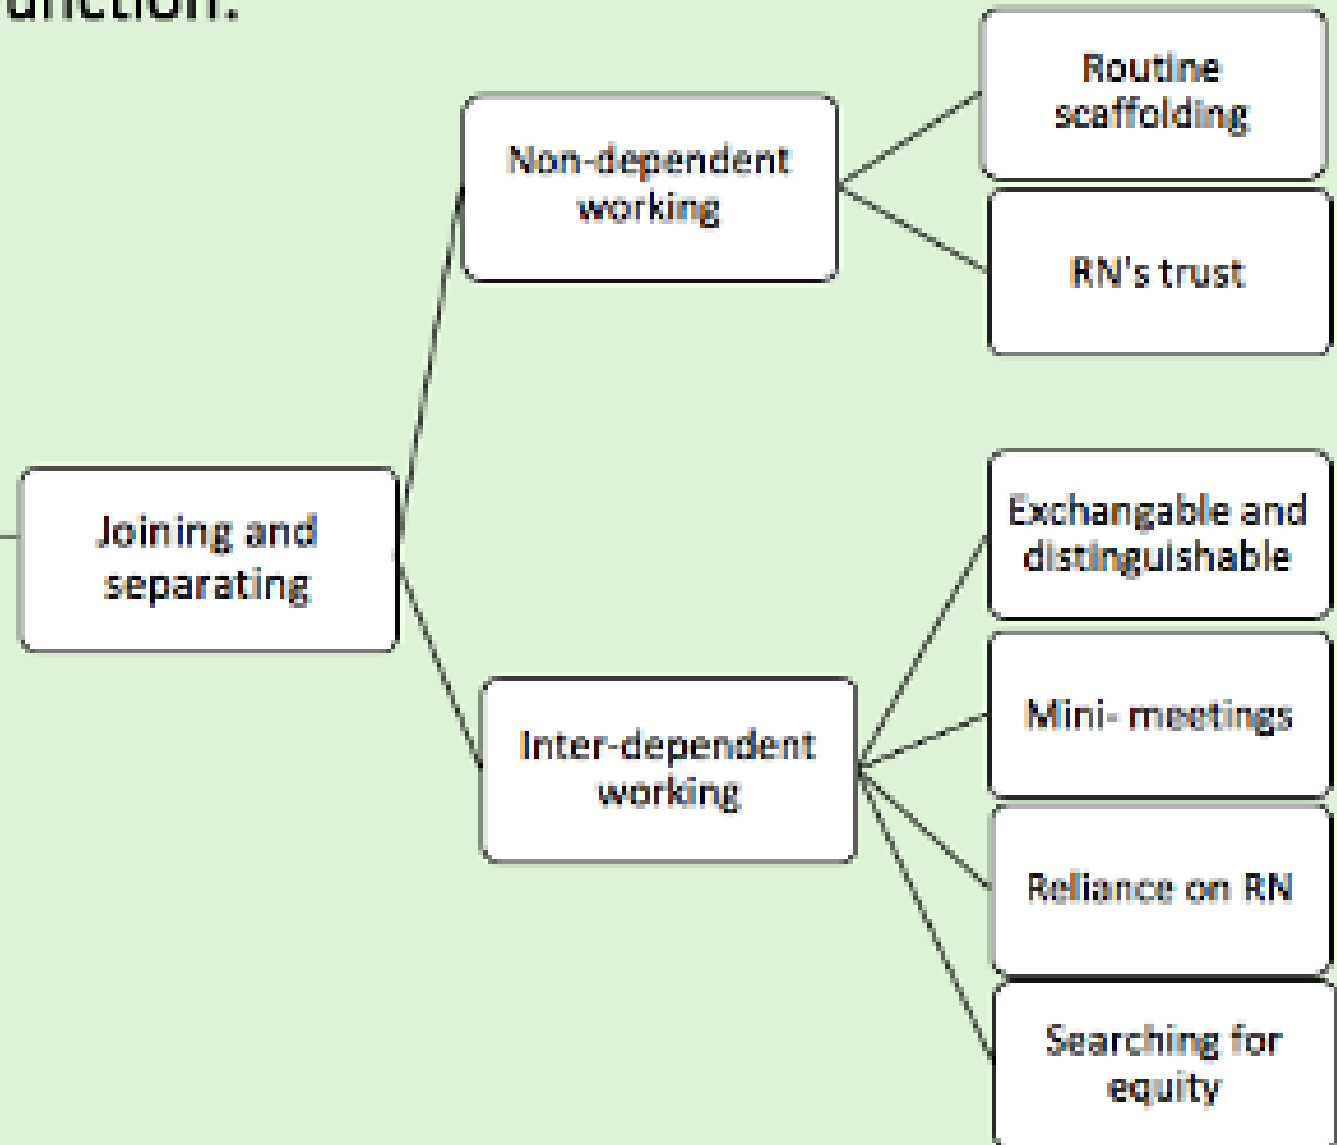 Routine
scaffolding
Non-dependent
working
RN's trust
Joining and
separating
Exchangable and
distinguishable
Mini- meetings
Inter-dependent
working
Reliance on RN
Searching for
equity